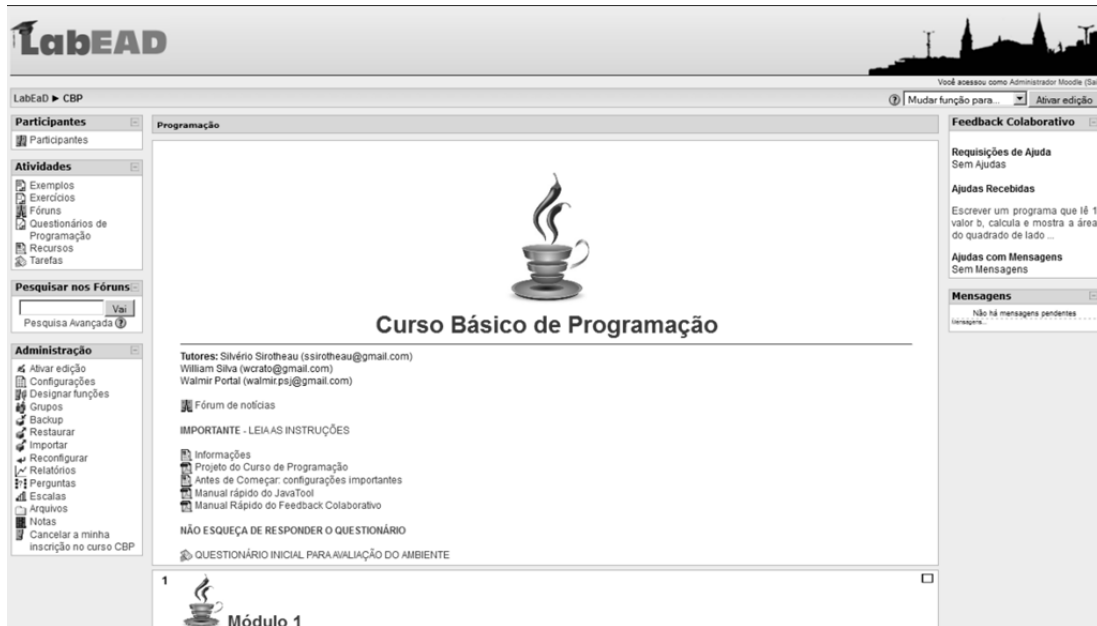 LabEAD
Você acessou como Administrador Moodle (Sai
LabEaD ► CBP
Mudar função para...
Ativar edição
Participantes
Participantes
Atividades
Exemplos
Exercícios
Fóruns
Questionários de
Programação
Recursos
Tarefas
Pesquisar nos Fóruns
Vai
Pesquisa Avançada
Administração
Ativar edição
Configurações
Designar funções
Grupos
Backup
Restaurar
Importar
Reconfigurar
Relatórios
Perguntas
Escalas
Arquivos
Notas
Cancelar a minha
inscrição no curso CBP
Programação
Curso Básico de Programação
Tutores: Silvério Sirotheau (ssirotheau@gmail.com)
William Silva (wcrato@gmail.com)
Walmir Portal (walmir.psj@gmail.com)
Fórum de notícias
IMPORTANTE - LEIA AS INSTRUÇÕES
Informações
Projeto do Curso de Programação
Antes de Começar: configurações importantes
Manual rápido do JavaTool
Manual Rápido do Feedback Colaborativo
NÃO ESQUEÇA DE RESPONDER O QUESTIONÁRIO
QUESTIONÁRIO INICIAL PARA AVALIAÇÃO DO AMBIENTE
1
Módulo 1
Feedback Colaborativo
Requisições de Ajuda
Sem Ajudas
Ajudas Recebidas
Escrever um programa que lê 1
valor b, calcula e mostra a área
do quadrado de lado ...
Ajudas com Mensagens
Sem Mensagens
Mensagens
Não há mensagens pendentes
Mensagens...